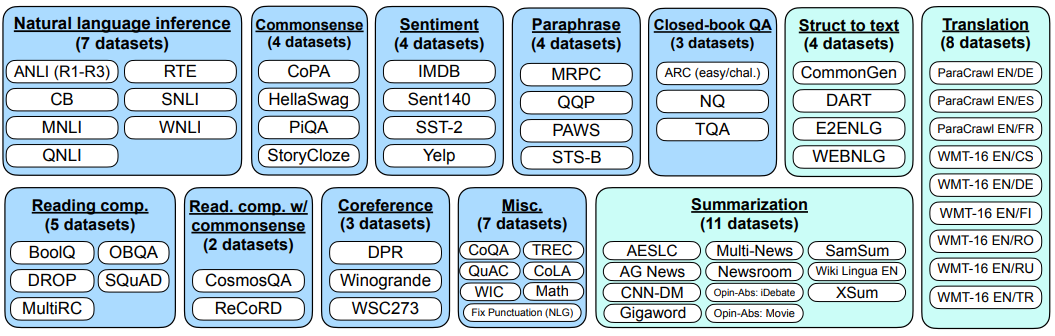 Natural language inference
(7 datasets)
ANLI (R1-R3)
RTE
CB
SNLI
MNLI
WNLI
QNLI
Commonsense
(4 datasets)
CoPA
HellaSwag
PiQA
StoryCloze
Sentiment
(4 datasets)
IMDB
Sent140
SST-2
Yelp
Paraphrase
(4 datasets)
MRPC
QQP
PAWS
STS-B
Closed-book QA
(3 datasets)
ARC (easy/chal.)
NQ
TQA
Struct to text
(4 datasets)
CommonGen
DART
E2ENLG
WEBNLG
Translation
(8 datasets)
ParaCrawl EN/DE
ParaCrawl EN/ES
ParaCrawl EN/FR
WMT-16 EN/CS
WMT-16 EN/DE
WMT-16 EN/FI
WMT-16 EN/RO
WMT-16 EN/RU
WMT-16 EN/TR
Reading comp.
(5 datasets)
BoolQ
OBQA
DROP
SQuAD
MultiRC
Read. comp. w/
commonsense
(2 datasets)
CosmosQA
ReCoRD
Coreference
(3 datasets)
DPR
Winogrande
WSC273
Misc.
(7 datasets)
CoQA
TREC
QuAC
CoLA
WIC
Math
Fix Punctuation (NLG)
Summarization
(11 datasets)
AESLC
Multi-News
SamSum
AG News
Newsroom
Wiki Lingua EN
CNN-DM
Opin-Abs: iDebate
XSum
Gigaword
Opin-Abs: Movie